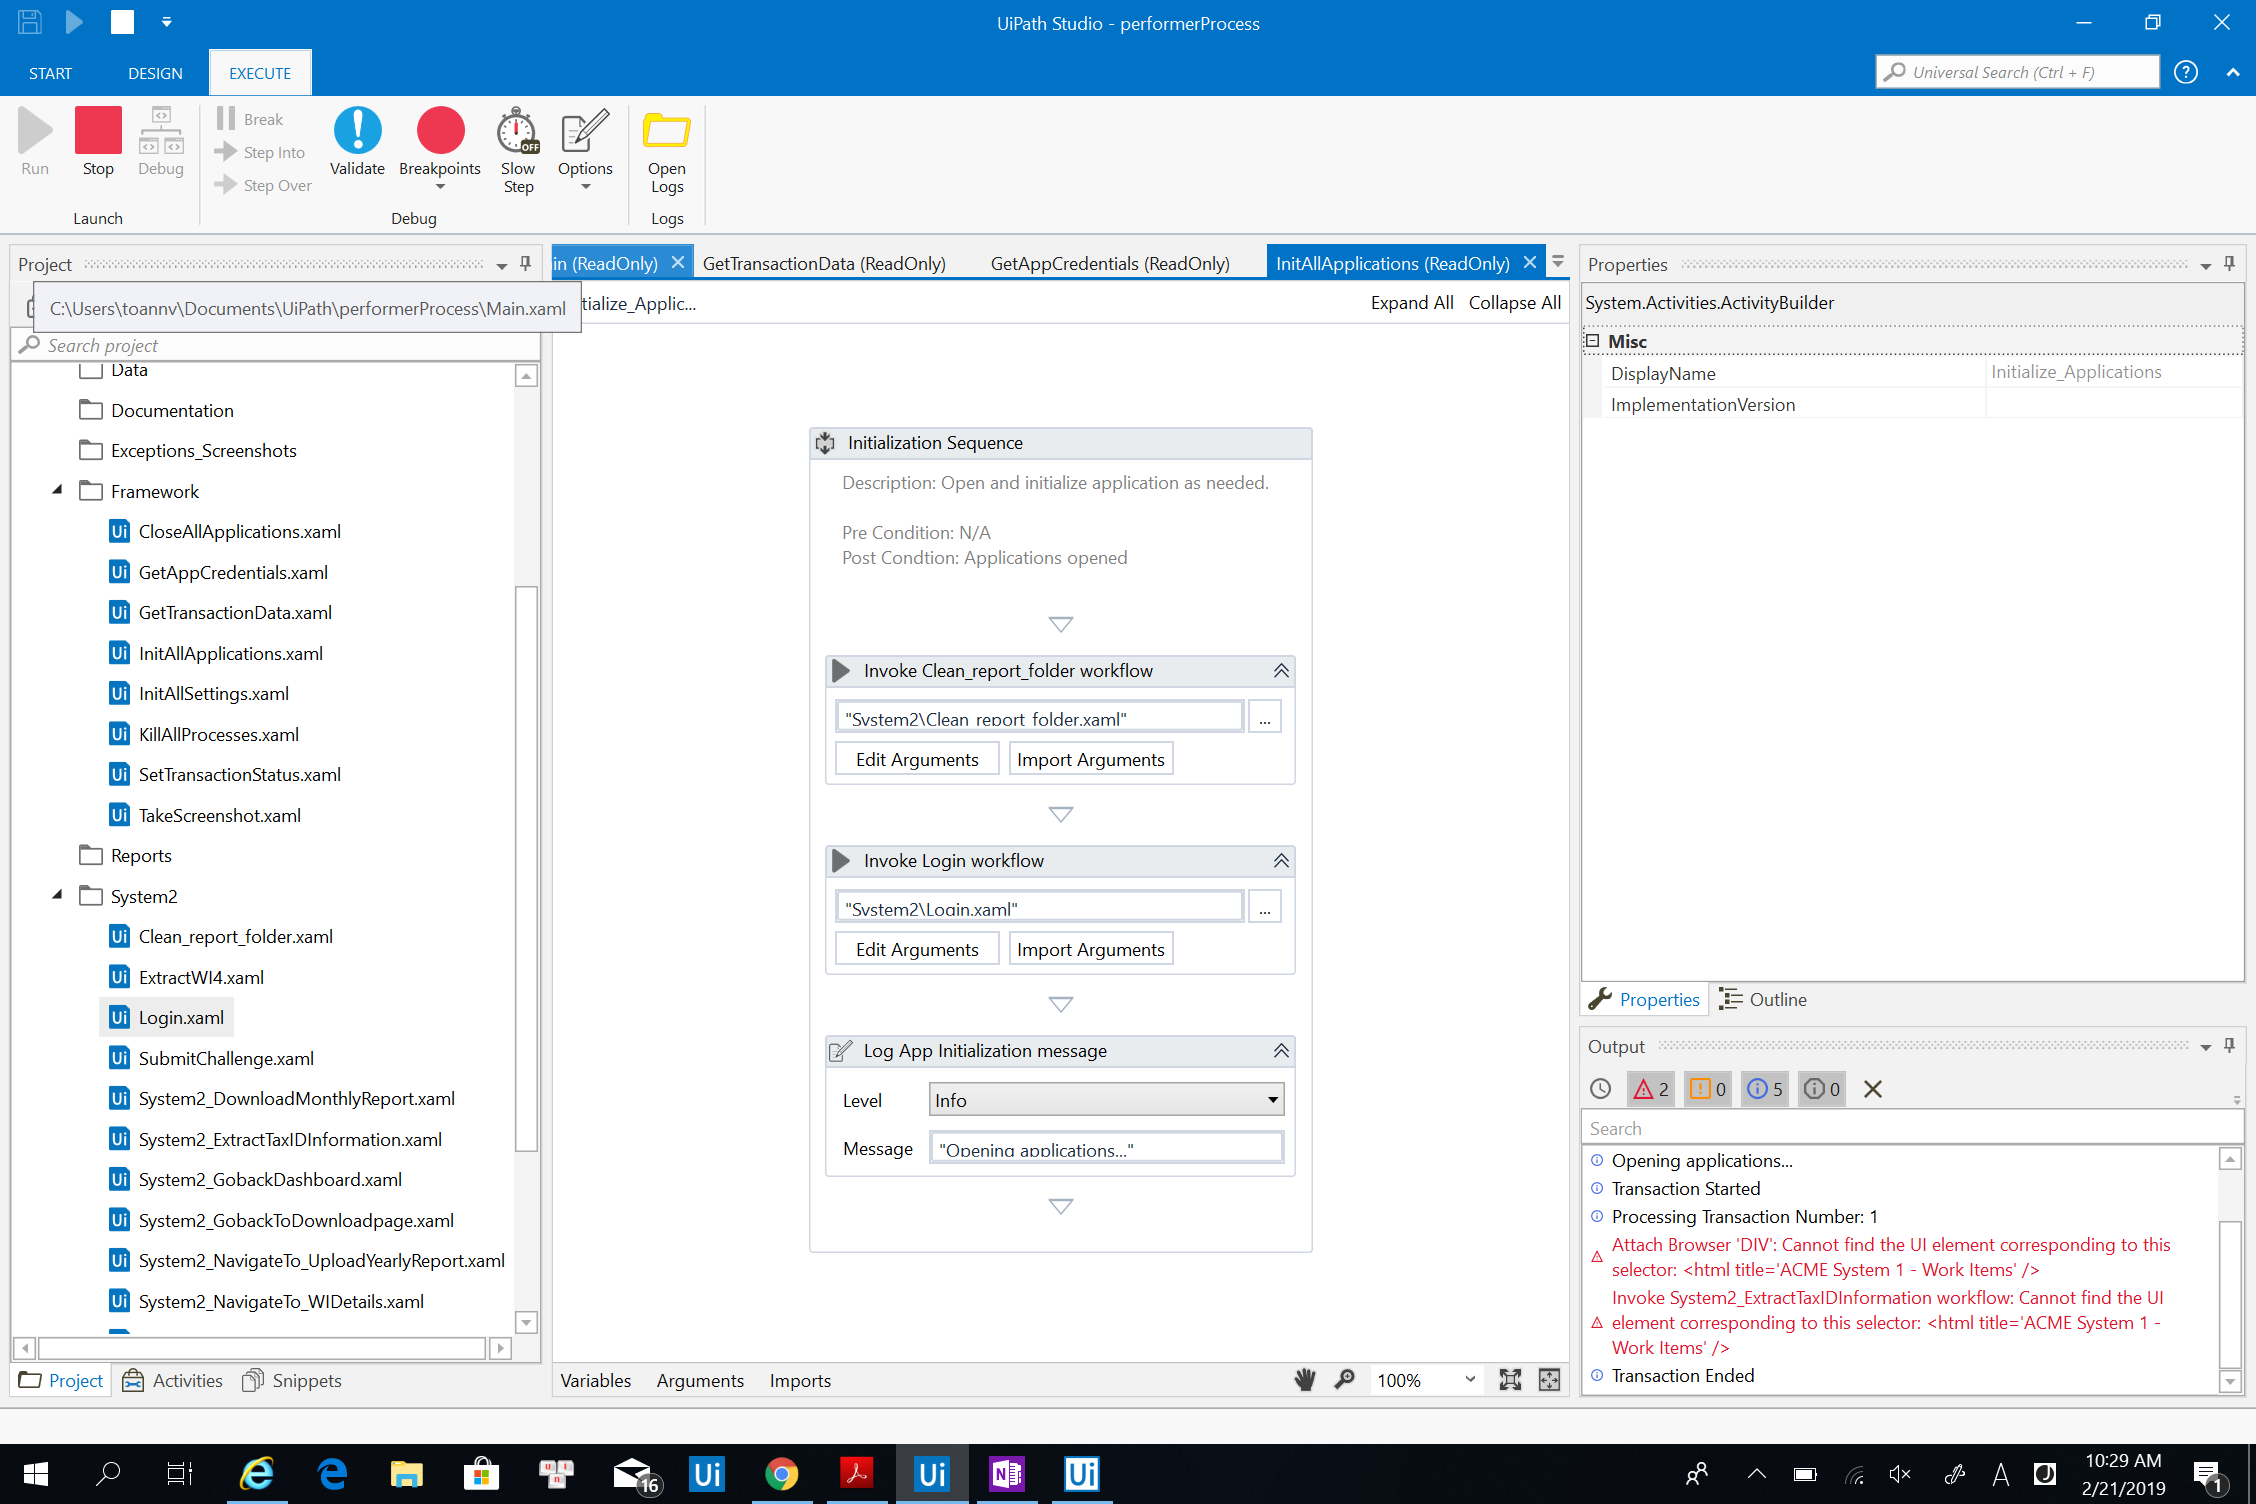 UiPath Studio - performerProcess
START
DESIGN
EXECUTE
Universal Search (Ctrl + F)
Run
Stop
Debug
Break
Step Into
Step Over
Validate
Breakpoints
Slow
Step
OFF
Options
Open
Logs
Launch
Debug
Logs
Project
C:\Users\toannv\Documents\UiPath\performerProcess\Main.xaml
Search project
Data
Documentation
Exceptions_Screenshots
Framework
CloseAllApplications.xaml
GetAppCredentials.xaml
GetTransactionData.xaml
InitAllApplications.xaml
InitAllSettings.xaml
KillAllProcesses.xaml
SetTransactionStatus.xaml
TakeScreenshot.xaml
Reports
System2
Clean_report_folder.xaml
ExtractWI4.xaml
Login.xaml
SubmitChallenge.xaml
System2_DownloadMonthlyReport.xaml
System2_ExtractTaxIDInformation.xaml
System2_GobackDashboard.xaml
System2_GobackToDownloadpage.xaml
System2_NavigateTo_UploadYearlyReport.xaml
System2_NavigateTo_WIDetails.xaml
Project
Activities
Snippets
in (ReadOnly)
GetTransactionData (ReadOnly)
GetAppCredentials (ReadOnly)
InitAllApplications (ReadOnly)
tialize_Applic...
Expand All
Collapse All
Initialization Sequence
Description: Open and initialize application as needed.
Pre Condition: N/A
Post Condtion: Applications opened
Invoke Clean_report_folder workflow
"System2\Clean_report_folder.xaml"
...
Edit Arguments
Import Arguments
Invoke Login workflow
"System2\Login.xaml"
...
Edit Arguments
Import Arguments
Log App Initialization message
Level
Info
Message
"Opening applications..."
Variables
Arguments
Imports
100%
Properties
System.Activities.ActivityBuilder
Misc
DisplayName
Initialize_Applications
ImplementationVersion
Properties
Outline
Output
2
0
5
0
Search
Opening applications...
Transaction Started
Processing Transaction Number: 1
Attach Browser 'DIV': Cannot find the UI element corresponding to this
selector: <html title='ACME System 1 - Work Items' />
Invoke System2_ExtractTaxIDInformation workflow: Cannot find the UI
element corresponding to this selector: <html title='ACME System 1 -
Work Items' />
Transaction Ended
16
10:29 AM
2/21/2019
1